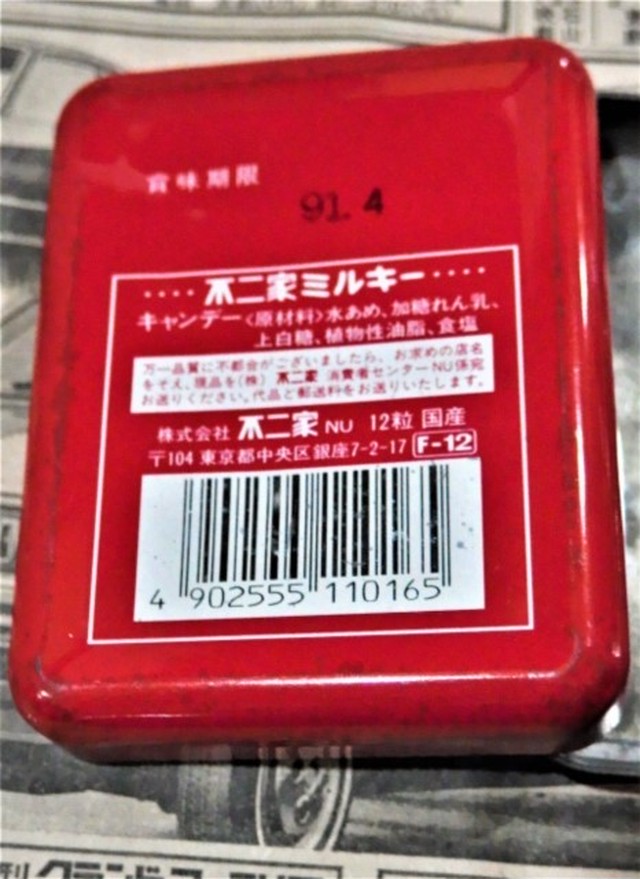 賞味期限
91.4
････不二家ミルキー････
キャンデー〈原材料〉水あめ、加糖れん乳、
上白糖、植物性油脂、食塩
万一品質に不都合がございましたら、お求めの店名
をそえ、現品を(株)不二家 消費者センターNU係宛
お送りください。代品と郵送料をお送りいたします。
株式会社 不二家 NU 12粒 国産
〒104 東京都中央区銀座7-2-17 F-12
4 902555 110165